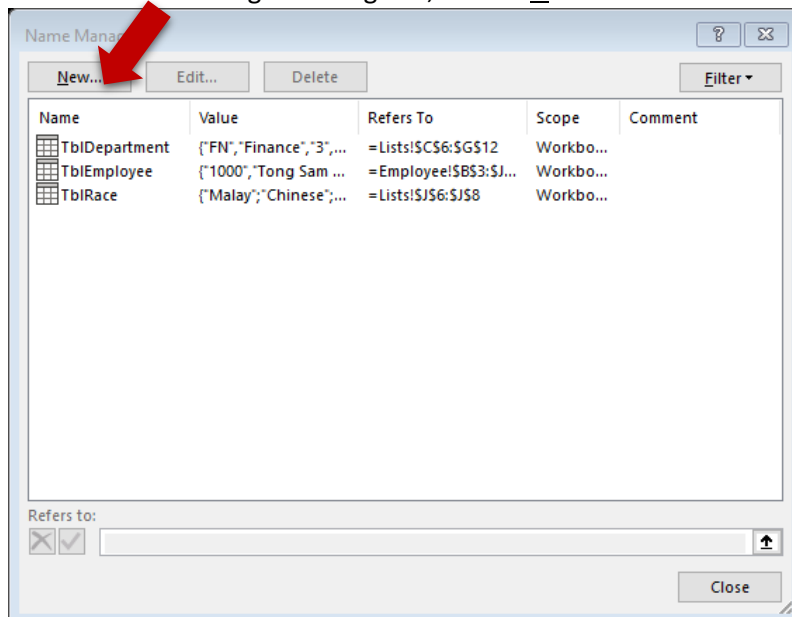 Name Mana
New...
Edit...
Delete
Filter
Name Value Refers To Scope Comment
TblDepartment {"FN","Finance","3",... =Lists!$C$6:$G$12 Workbo...
TblEmployee {"1000","Tong Sam ... =Employee!$B$3:$J... Workbo...
TblRace {"Malay";"Chinese";... =Lists!$J$6:$J$8 Workbo...
Refers to:
Close